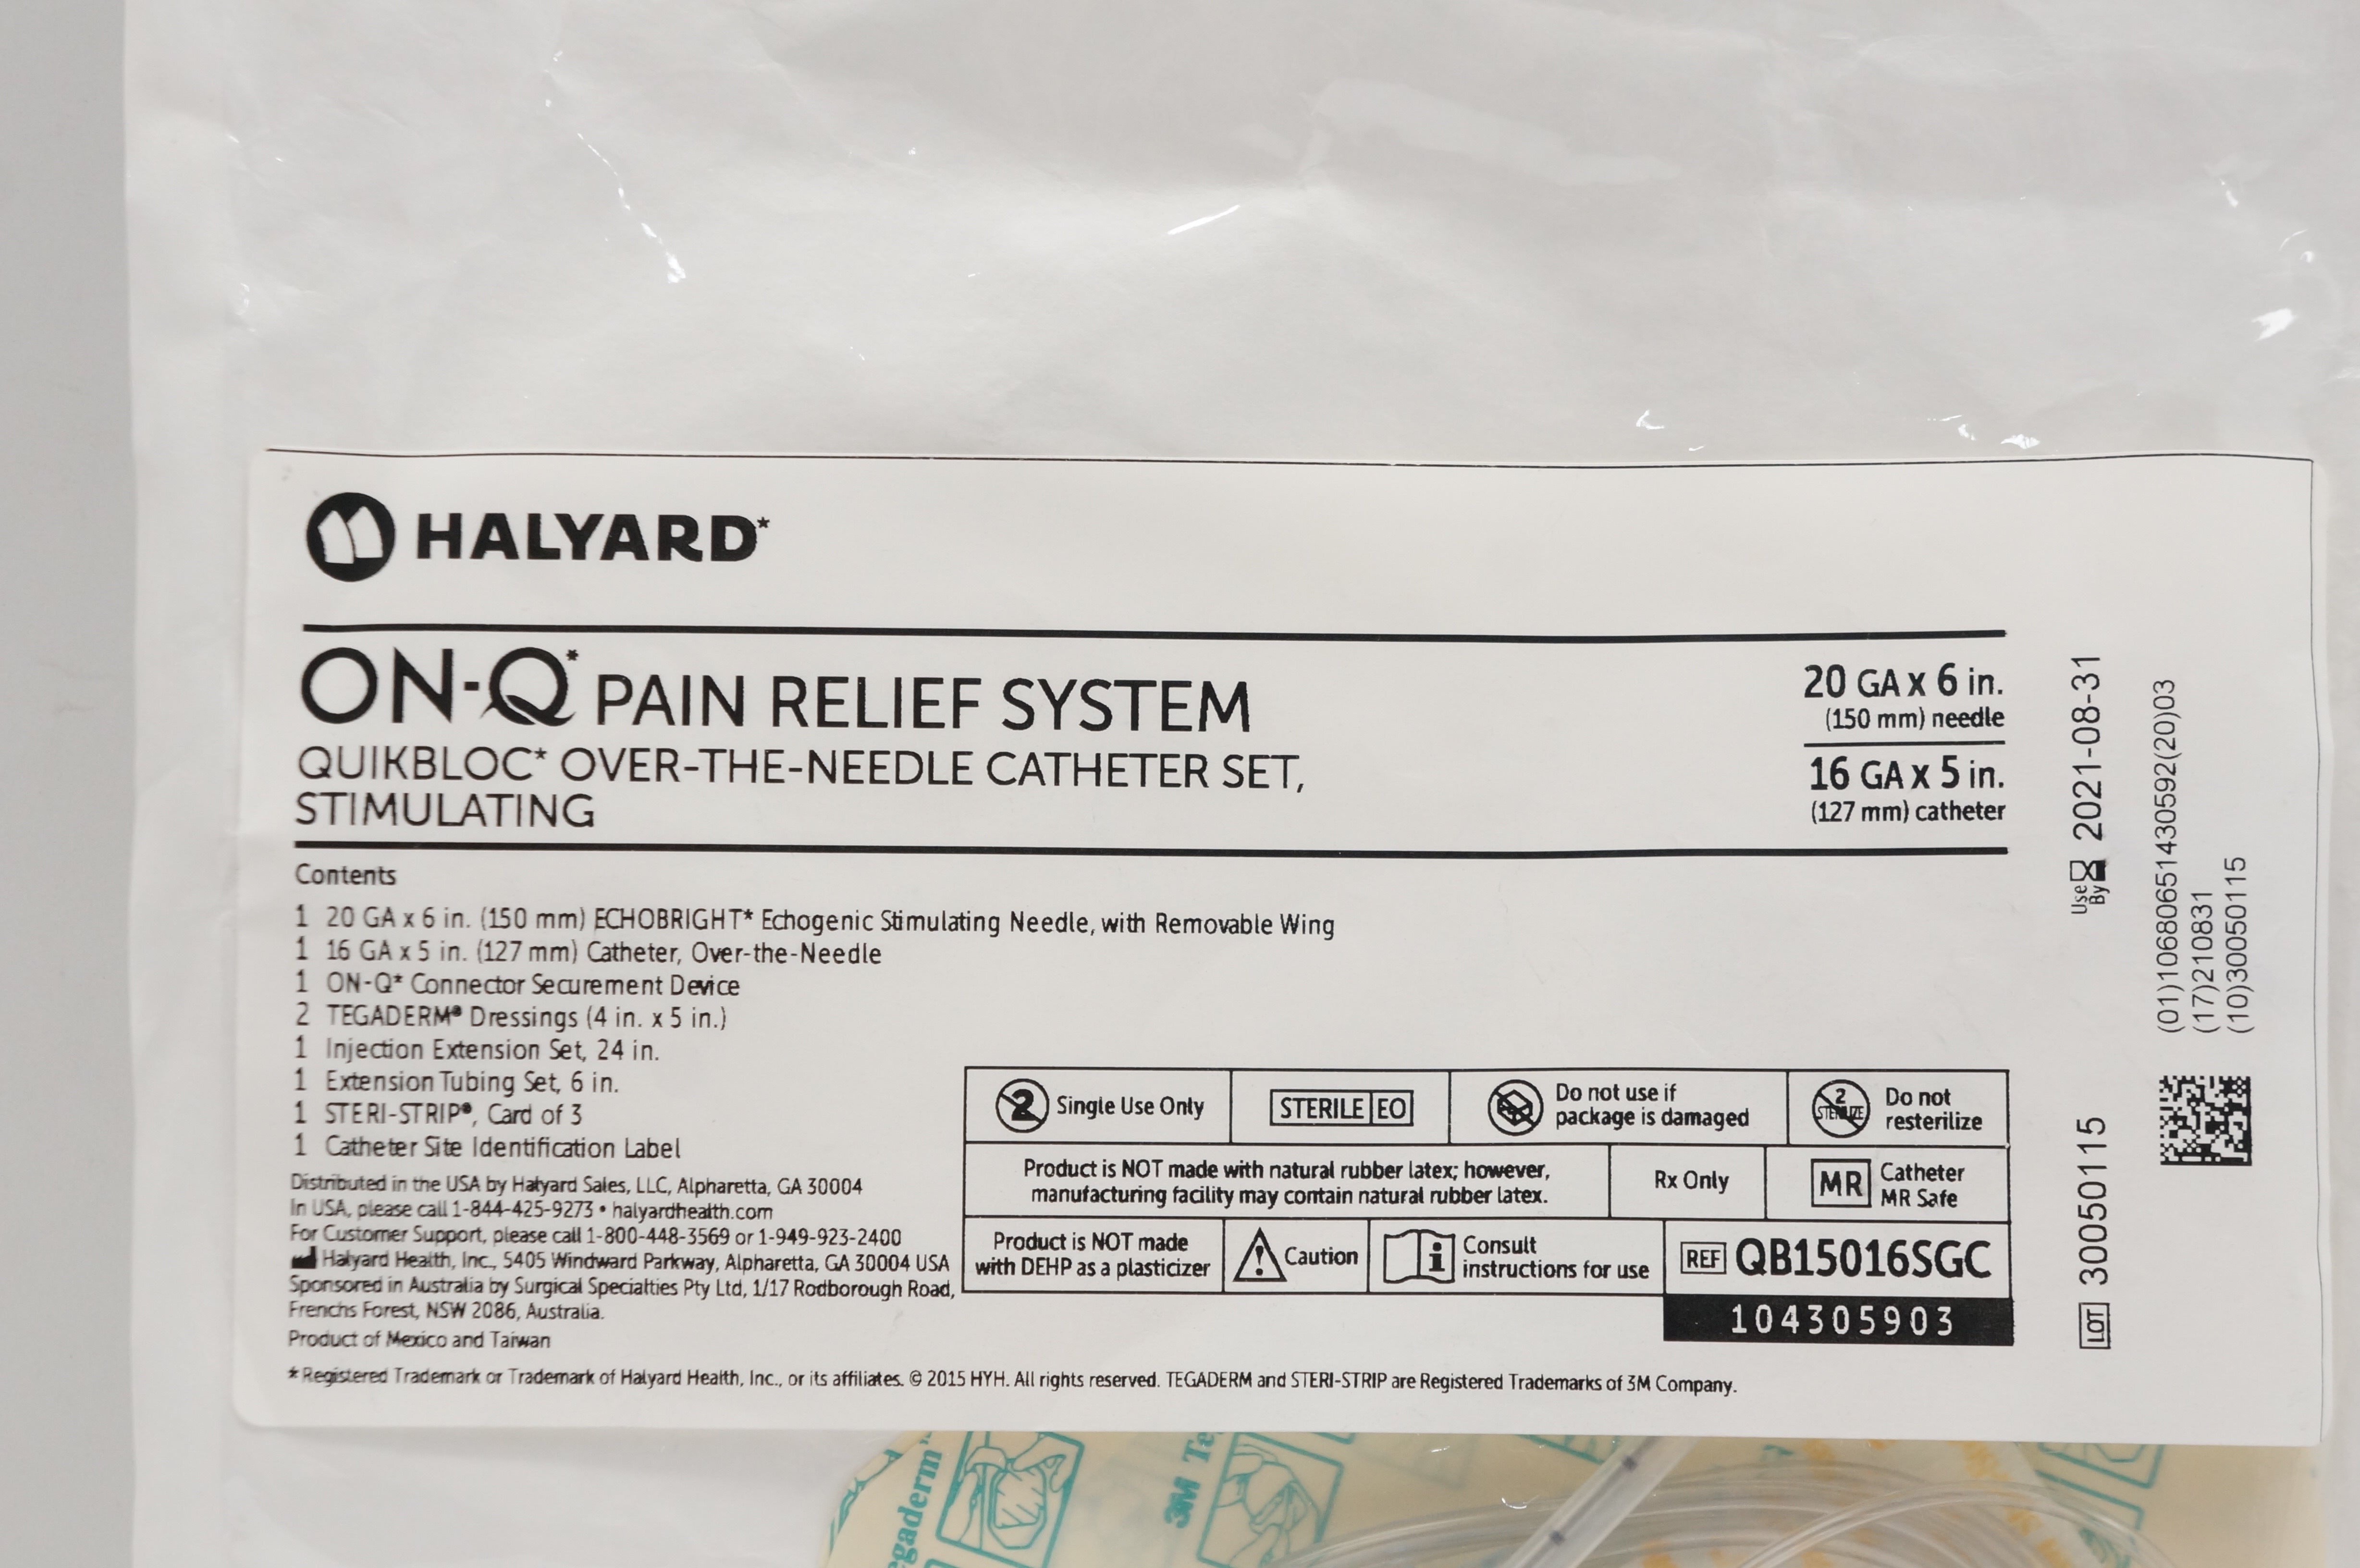 HALYARD*
ON-Q* PAIN RELIEF SYSTEM
QUIKBLOC* OVER-THE-NEEDLE CATHETER SET,
STIMULATING
20 GA x 6 in.
(150 mm) needle
16 GA x 5 in.
(127 mm) catheter
Contents
1 20 GA x 6 in. (150 mm) ECHOBRIGHT* Echogenic Stimulating Needle, with Removable Wing
1 16 GA x 5 in. (127 mm) Catheter, Over-the-Needle
1 ON-Q* Connector Securement Device
2 TEGADERM® Dressings (4 in. x 5 in.)
1 Injection Extension Set, 24 in.
1 Extension Tubing Set, 6 in.
1 STERI-STRIP®, Card of 3
1 Catheter Site Identification Label
Distributed in the USA by Halyard Sales, LLC, Alpharetta, GA 30004
In USA, please call 1-844-425-9273 • halyardhealth.com
For Customer Support, please call 1-800-448-3569 or 1-949-923-2400
Halyard Health, Inc., 5405 Windward Parkway, Alpharetta, GA 30004 USA
Sponsored in Australia by Surgical Specialties Pty Ltd, 1/17 Rodborough Road,
Frenchs Forest, NSW 2086, Australia.
Product of Mexico and Taiwan
*Registered Trademark or Trademark of Halyard Health, Inc., or its affiliates. © 2015 HYH. All rights reserved. TEGADERM and STERI-STRIP are Registered Trademarks of 3M Company.
2 Single Use Only
STERILE EO
Do not use if
package is damaged
2 STERILIZE
Do not
resterilize
Product is NOT made with natural rubber latex; however,
manufacturing facility may contain natural rubber latex.
Rx Only
MR
Catheter
MR Safe
Product is NOT made
with DEHP as a plasticizer
Caution
Consult
instructions for use
REF QB15016SGC
104305903
Use
By
2021-08-31
LOT 30050115
(01)10680651430592(20)03
(17)210831
(10)30050115
egaderm
3M Te